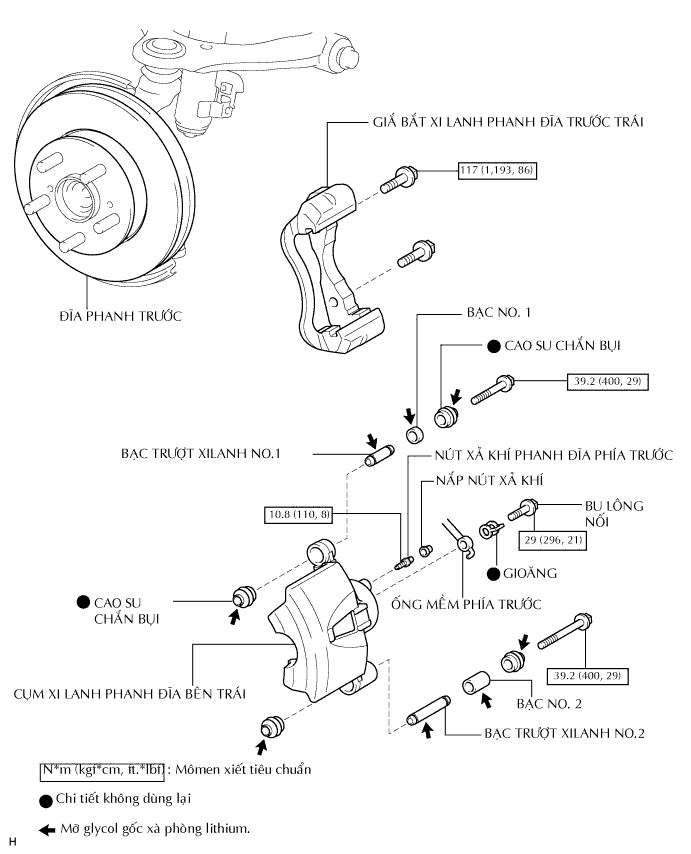 GIẮ BẮT XI LANH PHANH ĐĨA TRƯỚC TRÁI
117 (1,193, 86)
ĐĨA PHANH TRƯỚC
BẠC NO. 1
CAO SU CHẮN BỤI
39.2 (400, 29)
BẠC TRƯỢT XILANH NO.1
NÚT XẢ KHÍ PHANH ĐĨA PHÍA TRƯỚC
NẮP NÚT XẢ KHÍ
10.8 (110, 8)
BU LÔNG
NỐI
29 (296, 21)
GIOĂNG
CAO SU
CHẮN BỤI
ỐNG MỀM PHÍA TRƯỚC
39.2 (400, 29)
CỤM XI LANH PHANH ĐĨA BÊN TRÁI
BẠC NO. 2
BẠC TRƯỢT XILANH NO.2
N*m (kgf*cm, ft.*lbf) : Mômen xiết tiêu chuẩn
Chi tiết không dùng lại
Mỡ glycol gốc xà phòng lithium.
H